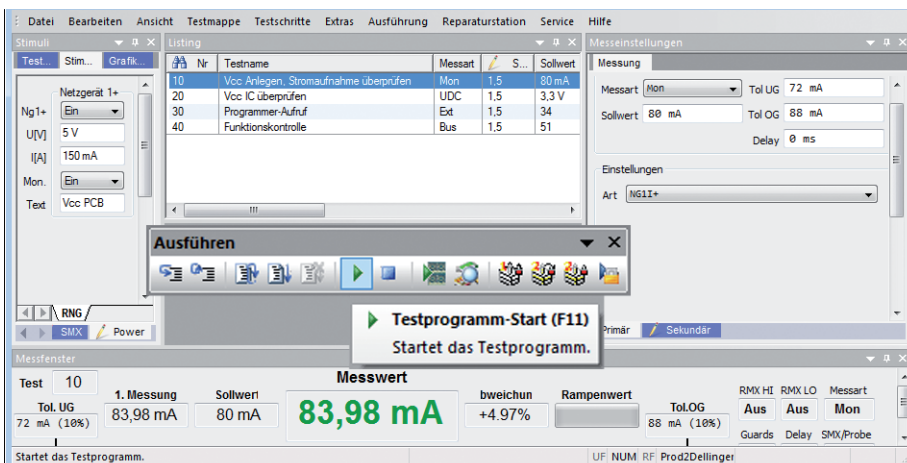 Datei Bearbeiten Ansicht Testmappe Testschritte Extras Ausführung Reparaturstation Service Hilfe
Stimuli
Test... Stim... Grafik...
Netzgerät 1+
Ng1+ Ein
U[V] 5 V
I[A] 150 mA
Mon. Ein
Text Vcc PCB
RNG
SMX Power
Listing
Nr Testname Messart S... Sollwert
10 Vcc Anlegen, Stromaufnahme überprüfen Mon 1,5 80 mA
20 Vcc IC überprüfen UDC 1,5 3,3 V
30 Programmer-Aufruf Ext 1,5 34
40 Funktionskontrolle Bus 1,5 51
Messeinstellungen
Messung
Messart Mon Tol UG 72 mA
Sollwert 80 mA Tol OG 88 mA
Delay 0 ms
Einstellungen
Art NG1I+
Primär Sekundär
Ausführen
Testprogramm-Start (F11)
Startet das Testprogramm.
Messfenster
Test 10
Tol. UG
72 mA (10%)
1. Messung
83,98 mA
Sollwert
80 mA
Messwert
83,98 mA
bweichun
+4.97%
Rampenwert
Tol.OG
88 mA (10%)
RMX HI RMX LO Messart
Aus Aus Mon
Guards Delay SMX/Probe
Startet das Testprogramm.
UF NUM RF Prod2Dellinger